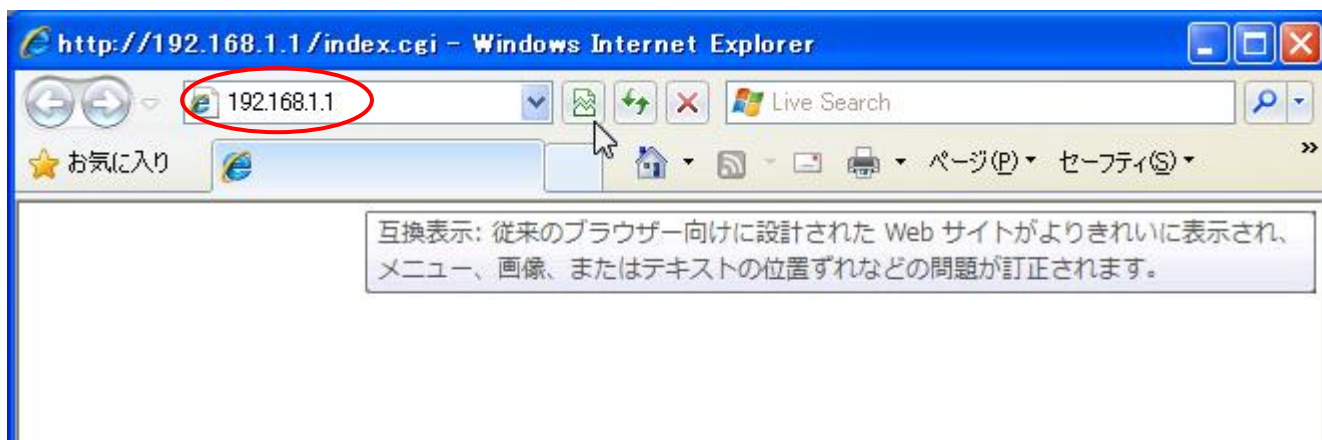 http://192.168.1.1/index.cgi - Windows Internet Explorer
192.168.1.1
Live Search
お気に入り
ページ(P)
セーフティ(S)
»
互換表示: 従来のブラウザー向けに設計された Web サイトがよりきれいに表示され、
メニュー、画像、またはテキストの位置ずれなどの問題が訂正されます。